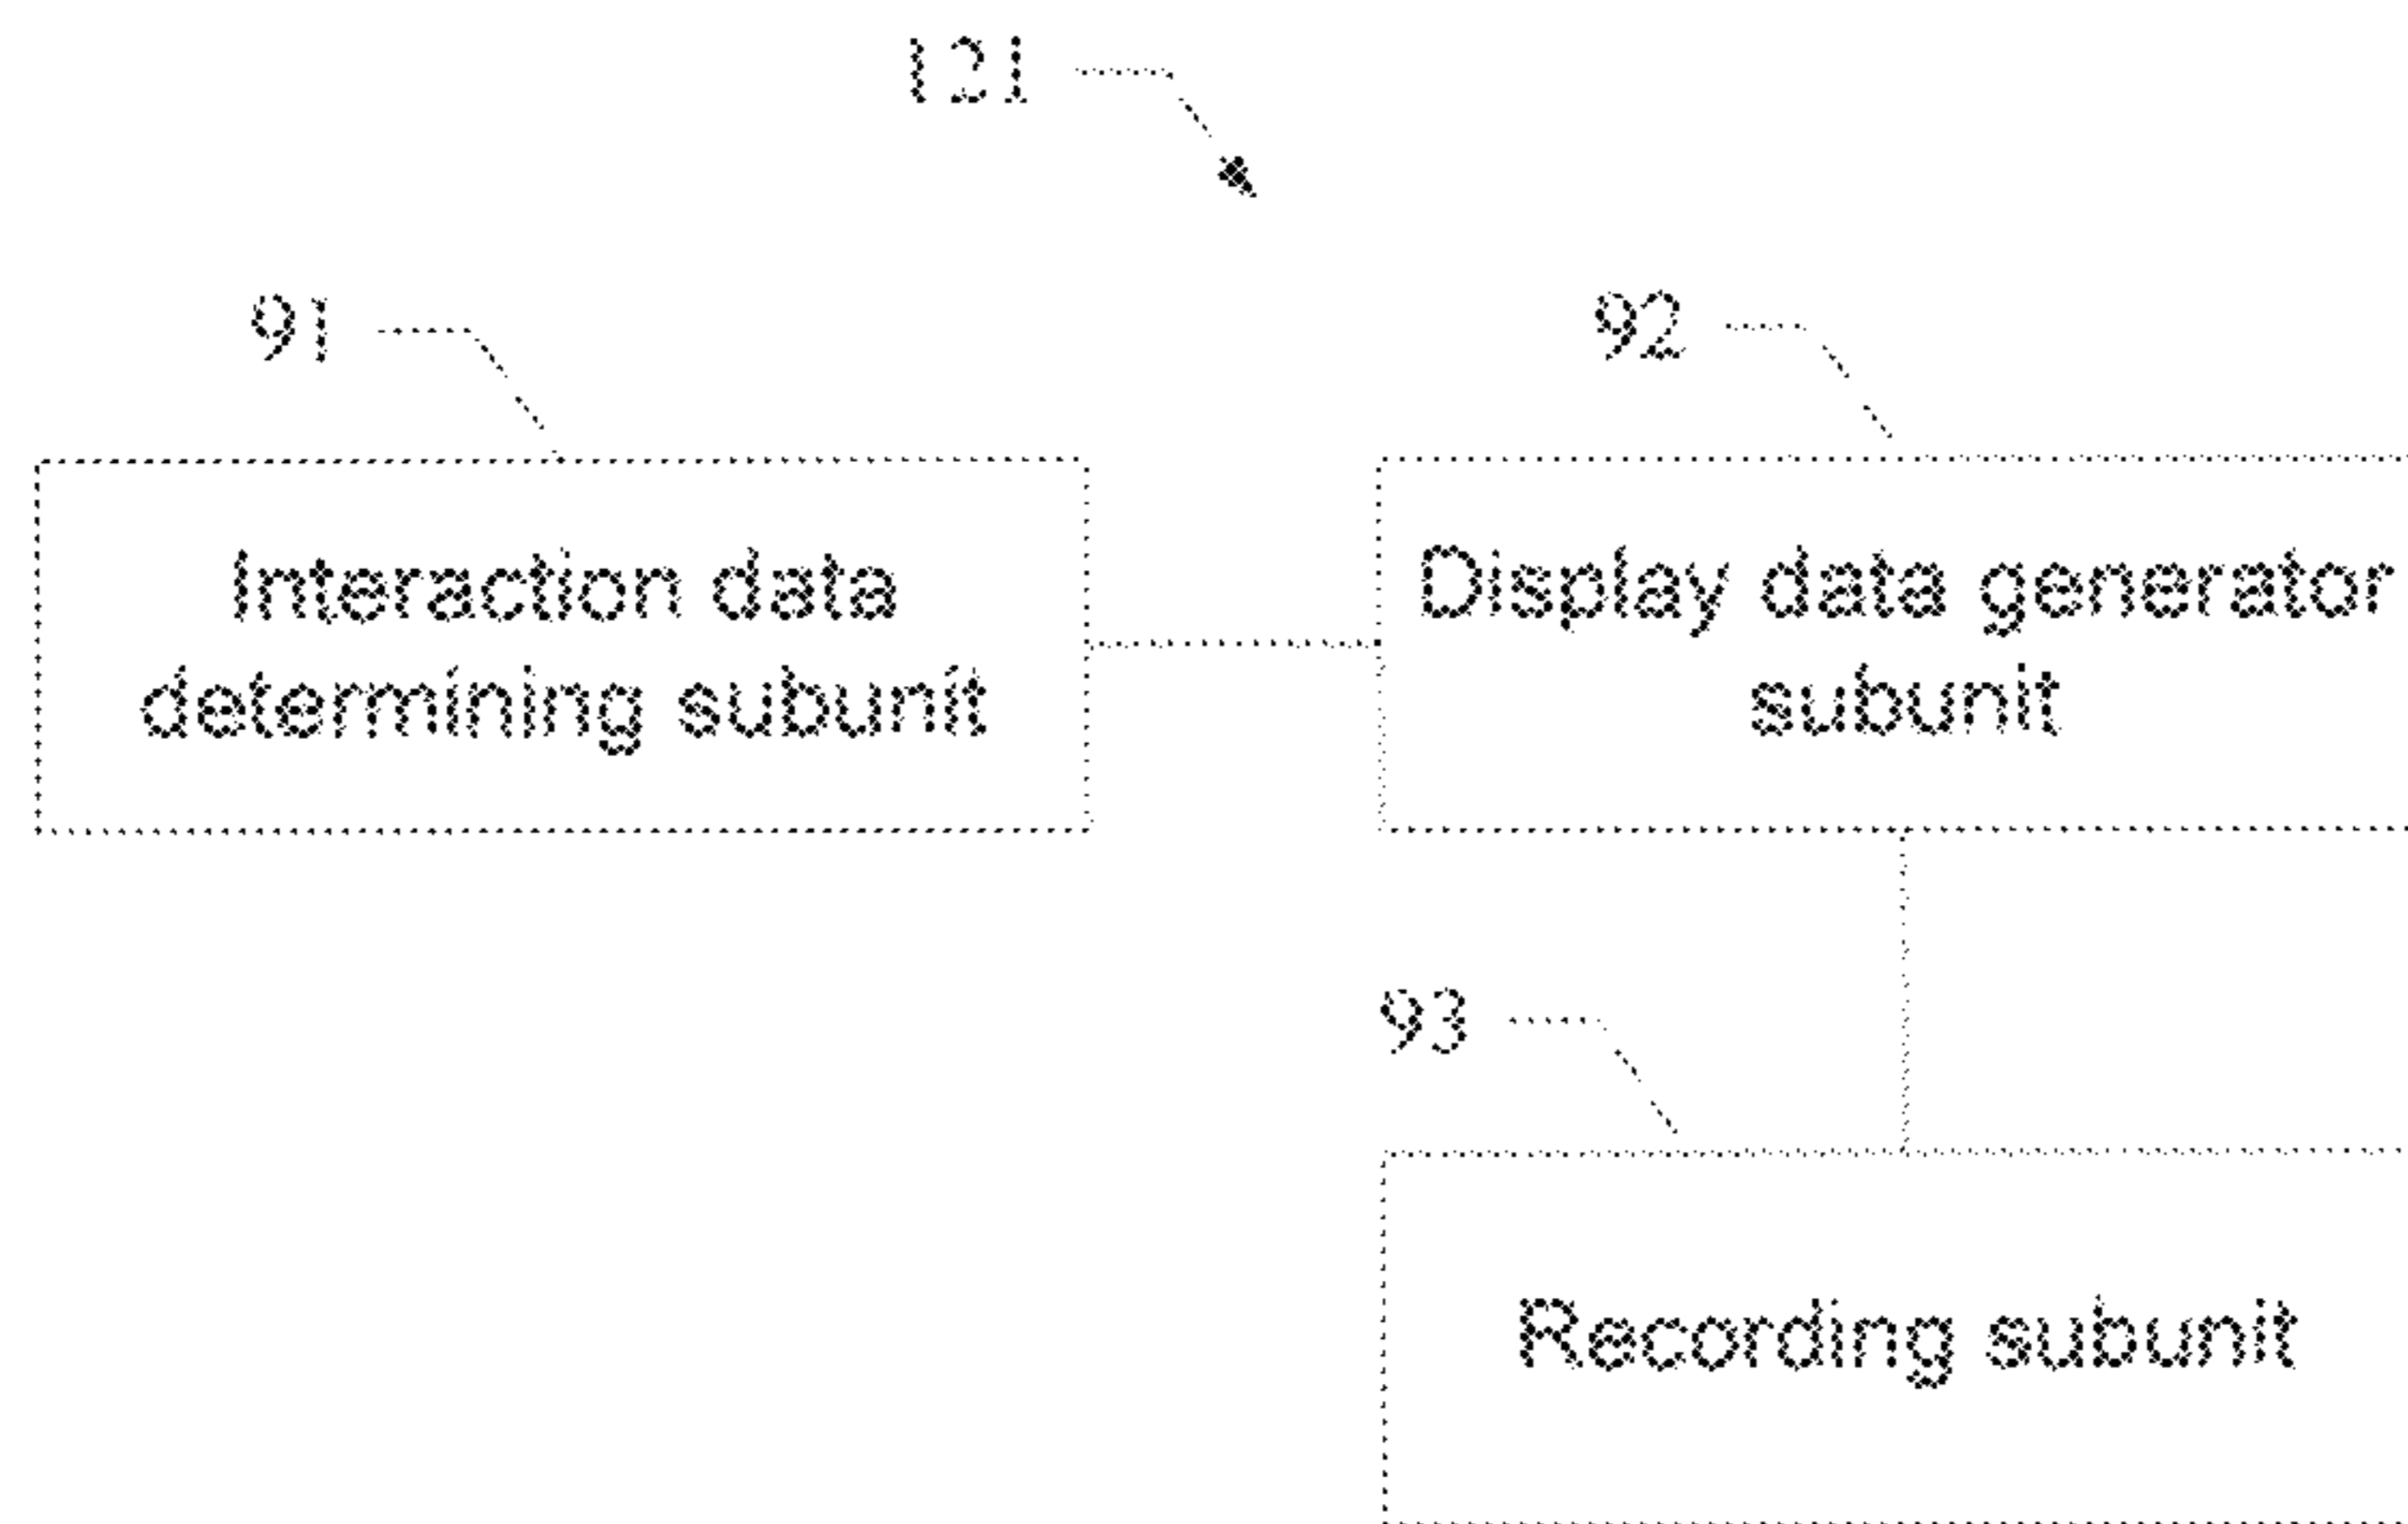 121
91
92
Interaction data
determining subunit
Display data generator
subunit
93
Recording subunit